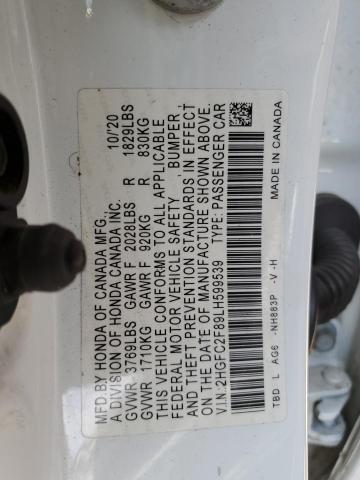 MFD.BY HONDA OF CANADA MFG., 10/'20
A DIVISION OF HONDA CANADA INC.
GVWR 3769LBS GAWR F 2028LBS R 1829LBS
GVWR 1710KG GAWR F 920KG R 830KG
THIS VEHICLE CONFORMS TO ALL APPLICABLE
FEDERAL MOTOR VEHICLE SAFETY , BUMPER ,
& THEFT PREVENTION STANDARDS IN EFFECT
ON THE DATE OF MANUFACTURE SHOWN ABOVE.
V.I.N.:2HGFC2F89LH599539 TYPE: PASSENGER CAR
TBD L AG6 -NH883P -V -H MADE IN CANADA